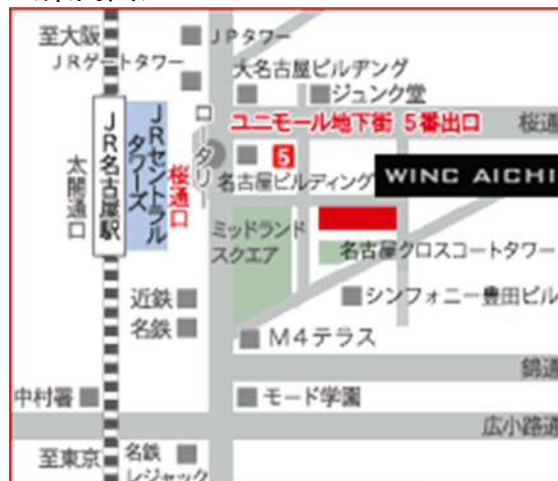 至大阪
JPタワー
JRゲートタワー
大名古屋ビルヂング
ジュンク堂
ユニモール地下街 5番出口
桜通
ロータリー
JRセントラル
タワーズ
JR名古屋駅
太閤通口
桜通口
5
名古屋ビルディング
WINC AICHI
ミッドランド
スクエア
名古屋クロスコートタワー
近鉄
シンフォニー豊田ビル
名鉄
M4テラス
錦通
中村署
モード学園
広小路通
至東京
名鉄
レジャック